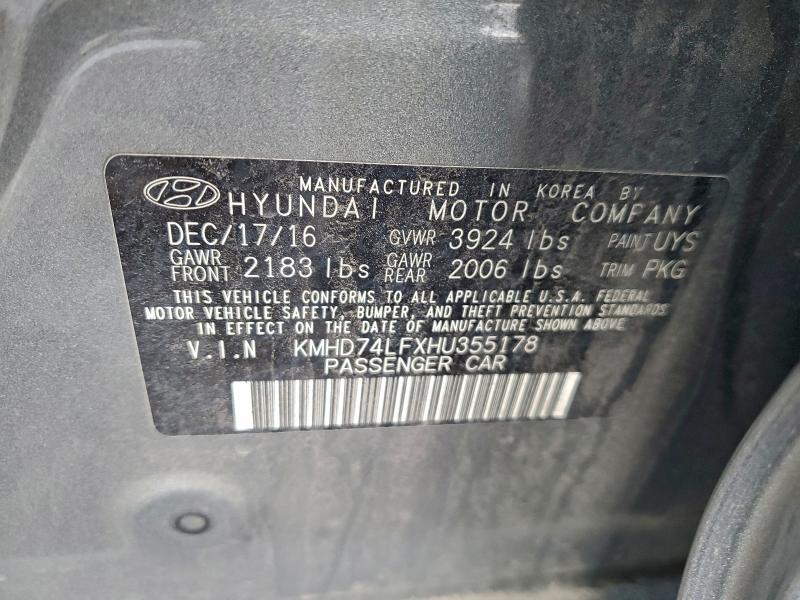 MANUFACTURED IN KOREA BY
HYUNDAI MOTOR COMPANY
DEC/17/16 GVWR 3924 lbs PAINT UYS
GAWR FRONT 2183 lbs GAWR REAR 2006 lbs TRIM PKG
THIS VEHICLE CONFORMS TO ALL APPLICABLE U.S.A. FEDERAL
MOTOR VEHICLE SAFETY, BUMPER, AND THEFT PREVENTION STANDARDS
IN EFFECT ON THE DATE OF MANUFACTURE SHOWN ABOVE
V.I.N KMHD74LFXHU355178
PASSENGER CAR